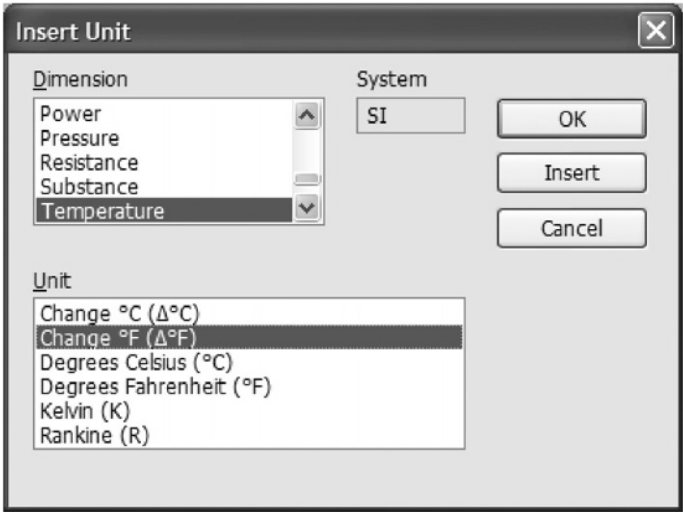 Insert Unit
Dimension
System
Power
Pressure
Resistance
Substance
Temperature
SI
OK
Insert
Cancel
Unit
Change °C (Δ°C)
Change °F (Δ°F)
Degrees Celsius (°C)
Degrees Fahrenheit (°F)
Kelvin (K)
Rankine (R)